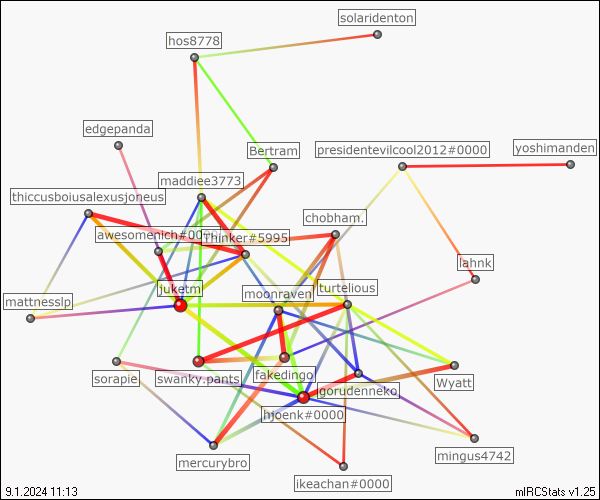 solaridenton
hos8778
edgepanda
Bertram
presidentevilcool2012#0000
yoshimanden
maddiee3773
thiccusboiusalexusjoneus
chobham.
awesomenich#00
Thinker#5995
lahnk
juketm
moonraven
turtelious
mattnesslp
sorapie
swanky.pants
fakedingo
gorudenneko
Wyatt
hjoenk#0000
mercurybro
mingus4742
ikeachan#0000
9.1.2024 11:13
mIRCStats v1.25